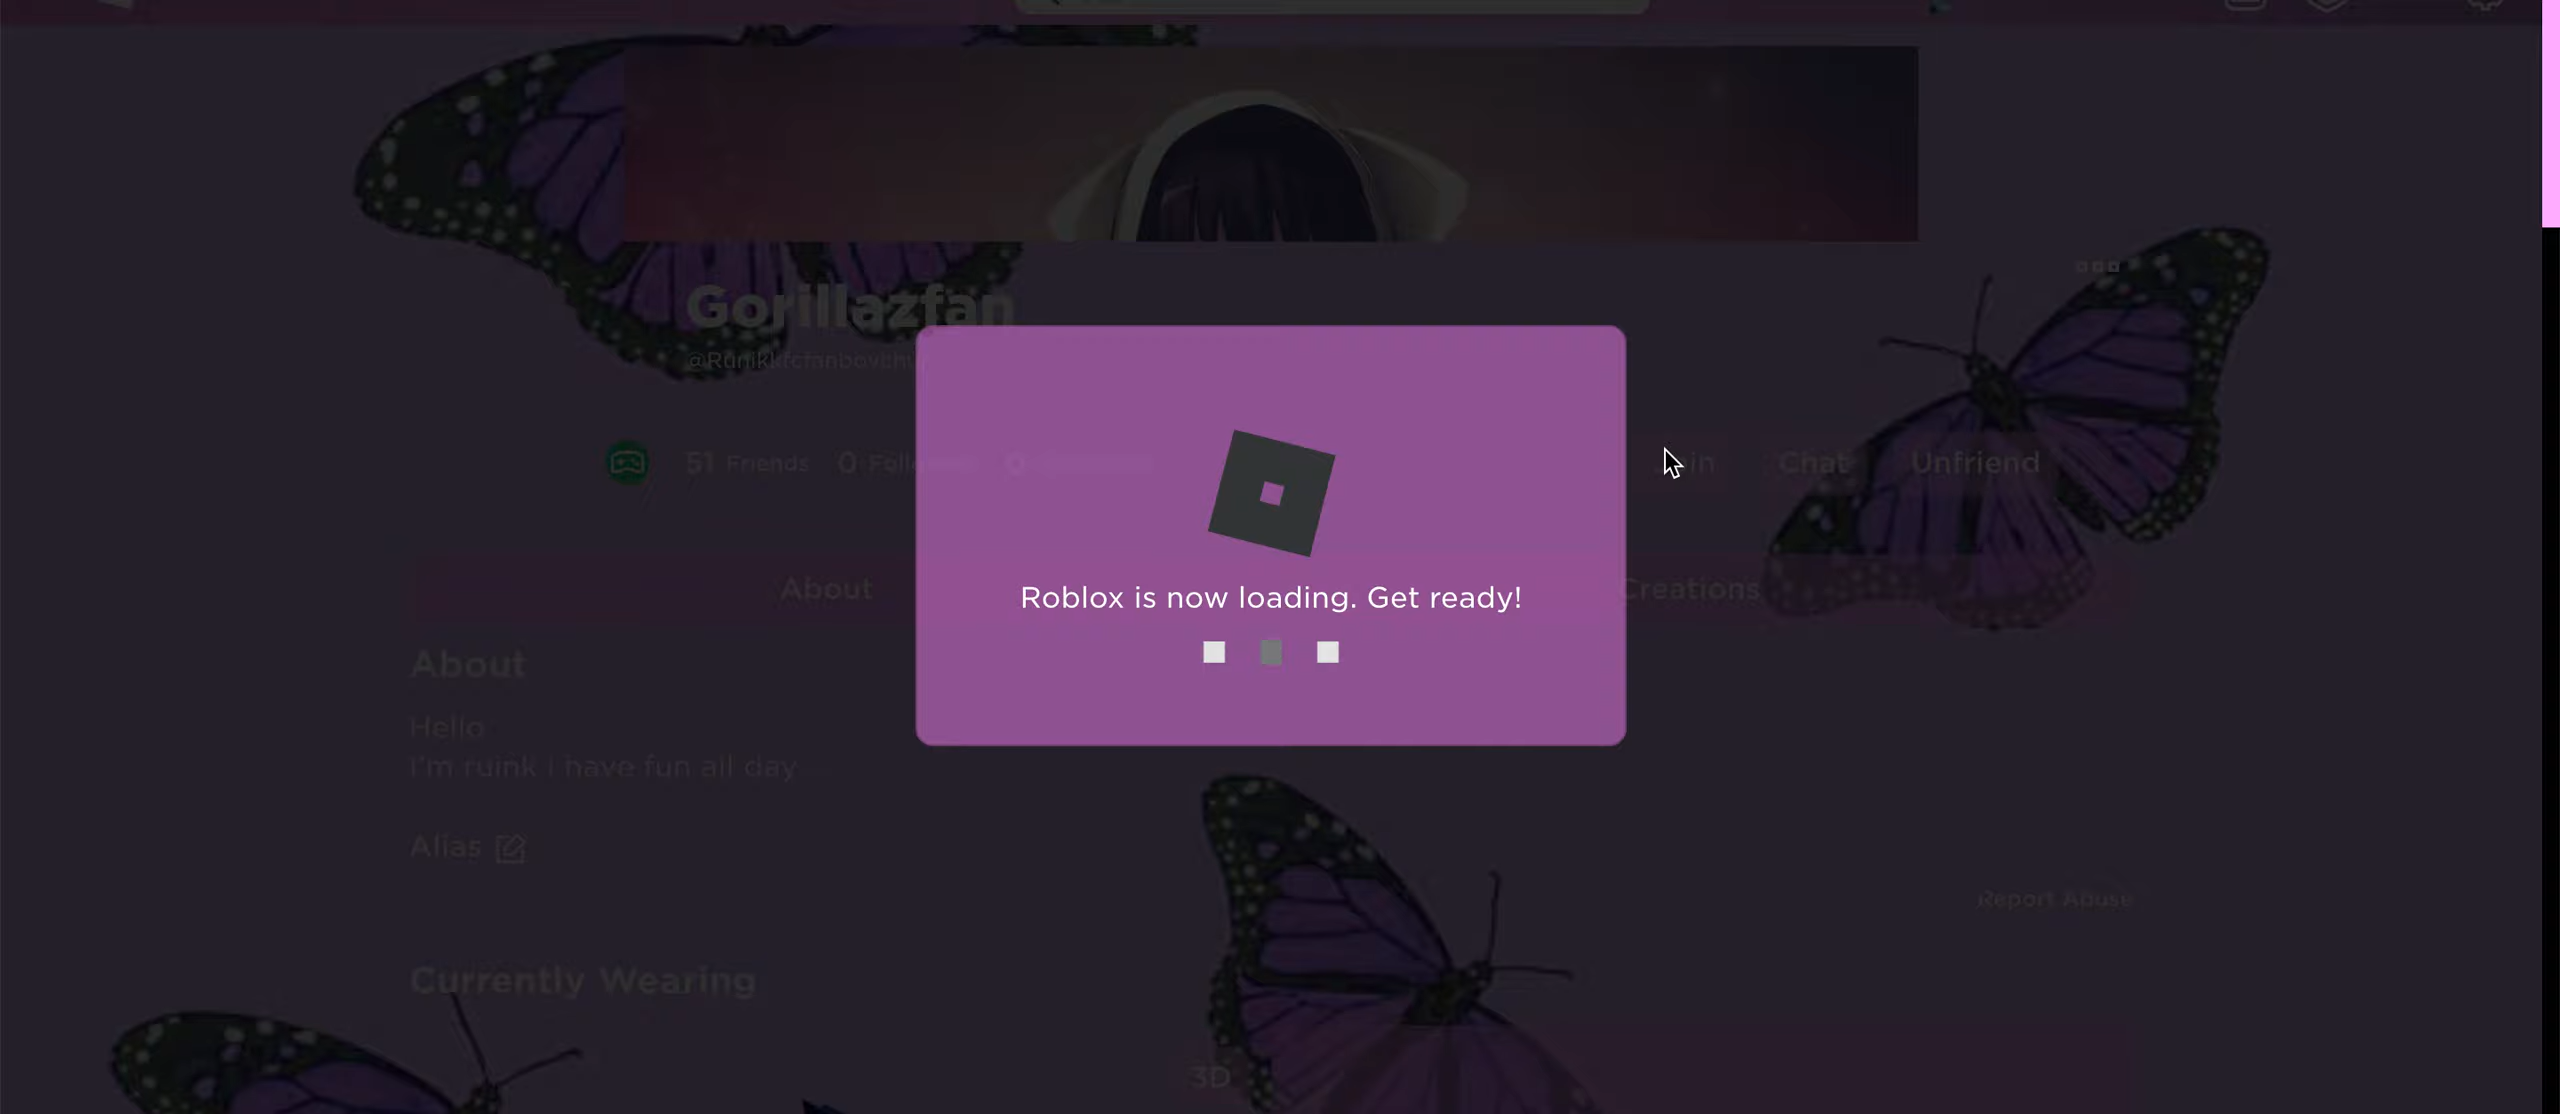 Gorillazfan
51 Friends 0
Chat Unfriend
Roblox is now loading. Get ready!
About Creations
About
Hello
I'm ruink I have fun all day
Alias
Report Abuse
Currently Wearing
3D